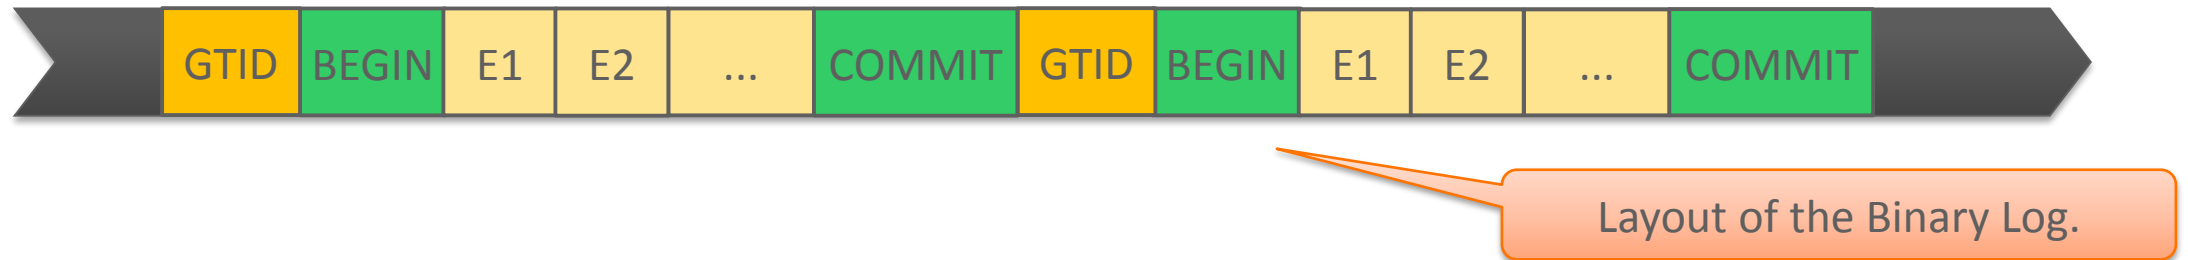 GTID BEGIN E1 E2 ... COMMIT GTID BEGIN E1 E2 ... COMMIT
Layout of the Binary Log.